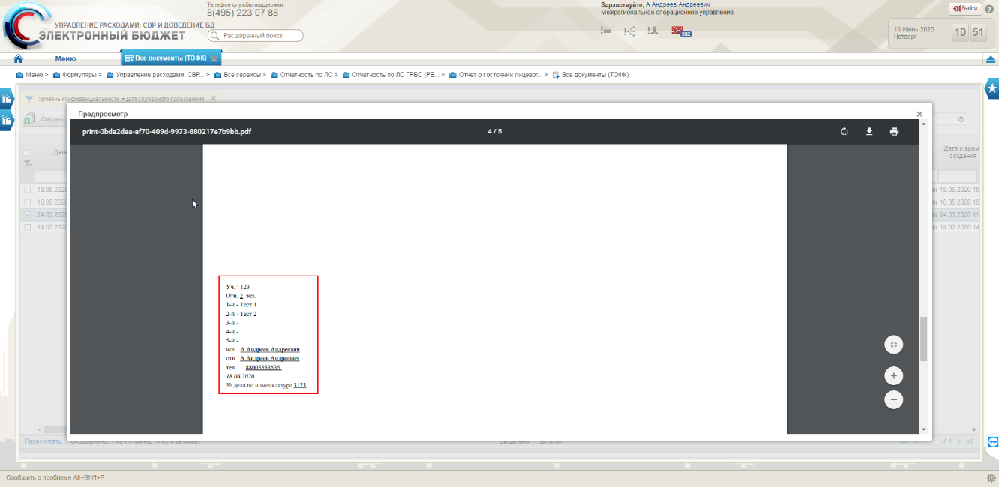 Телефон службы поддержки
8(495) 223 07 88
УПРАВЛЕНИЕ РАСХОДАМИ: СВР И ДОВЕДЕНИЕ БД
ЭЛЕКТРОННЫЙ БЮДЖЕТ
Расширенный поиск
Здравствуйте, А Андреев Андреевич
Межрегиональное операционное управление
302
Выйти
18 Июнь 2020
Четверг
10 51
Меню
Все документы (ТОФК)
Меню > Формуляры > Управление расходами: СВР... > Все сервисы > Отчетность по ЛС > Отчетность по ЛС ГРБС (РБ... > Отчет о состоянии лицевог... > Все документы (ТОФК)
Уровень конфиденциальности = Для служебного пользования
Создать
Предпросмотр
print-0bda2daa-af70-409d-9973-880217e7b9bb.pdf
4 / 5
Дата
Дата и врем
создания
18.05.2020
18.05.2020 15
18.05.2020
18.05.2020 15
24.03.2020
24.03.2020 11
14.02.2020
14.02.2020 14
Уч. 123
Отп. 2 экз.
1-й - Тест 1
2-й - Тест 2
3-й -
4-й -
5-й -
исп. А Андреев Андреевич
отп. А Андреев Андреевич
тел. 88005553535
18.06.2020
№ дела по номенклатуре 3123
Пересчитать...
Отображено: 1 из 1 страниц (4 из 4 записей)
Выделено: 1 записей
/ 1
Сообщить о проблеме Alt+Shift+P